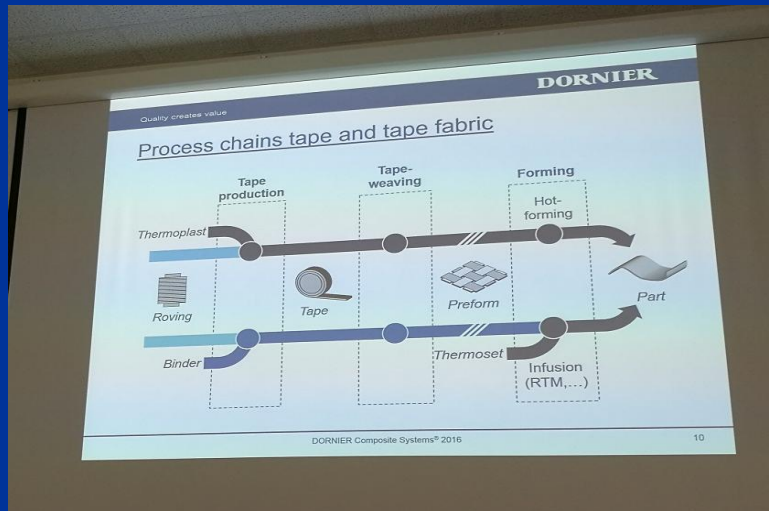 Quality creates value
DORNIER
Process chains tape and tape fabric
Tape
production
Tape-
weaving
Forming
Hot-
forming
Thermoplast
Roving
Tape
Preform
Part
Binder
Thermoset
Infusion
(RTM,...)
DORNIER Composite Systems® 2016
10